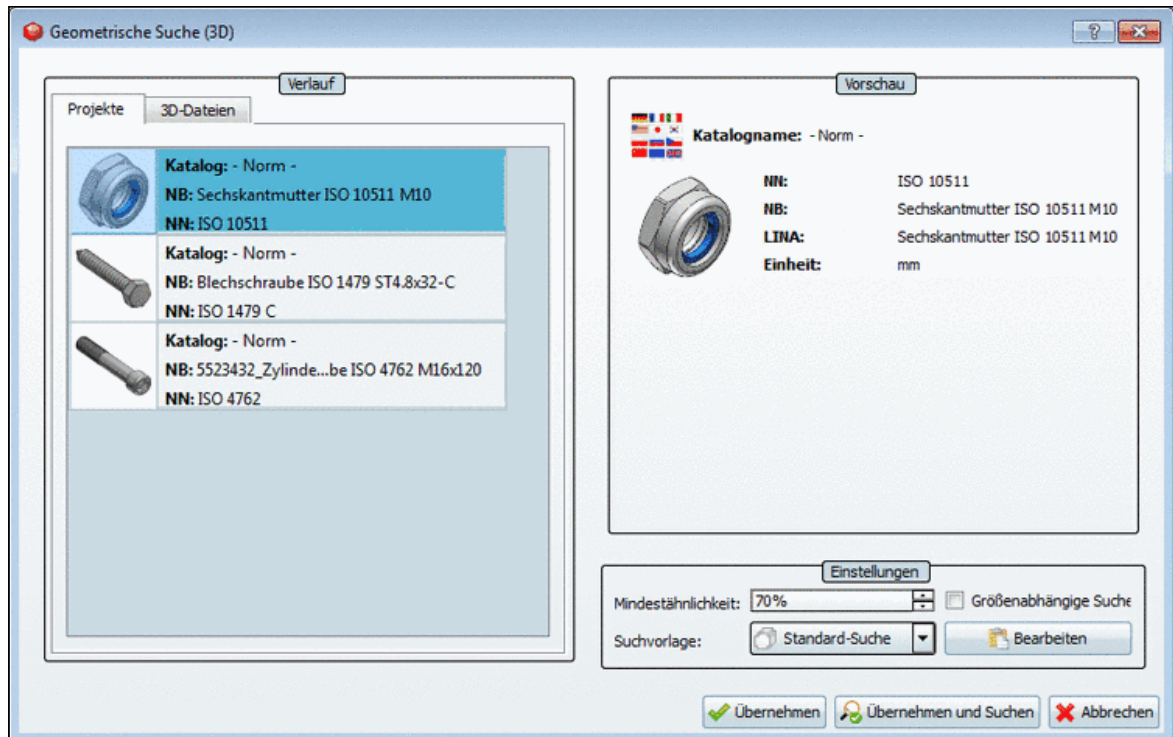 Geometrische Suche (3D)
Verlauf
Projekte
3D-Dateien
Katalog: - Norm -
NB: Sechskantmutter ISO 10511 M10
NN: ISO 10511
Katalog: - Norm -
NB: Blechschraube ISO 1479 ST4.8x32-C
NN: ISO 1479 C
Katalog: - Norm -
NB: 5523432_Zylinde...be ISO 4762 M16x120
NN: ISO 4762
Vorschau
Katalogname: - Norm -
NN: ISO 10511
NB: Sechskantmutter ISO 10511 M10
LINA: Sechskantmutter ISO 10511 M10
Einheit: mm
Einstellungen
Mindestähnlichkeit: 70% Größenabhängige Suche
Suchvorlage: Standard-Suche Bearbeiten
Übernehmen Übernehmen und Suchen Abbrechen